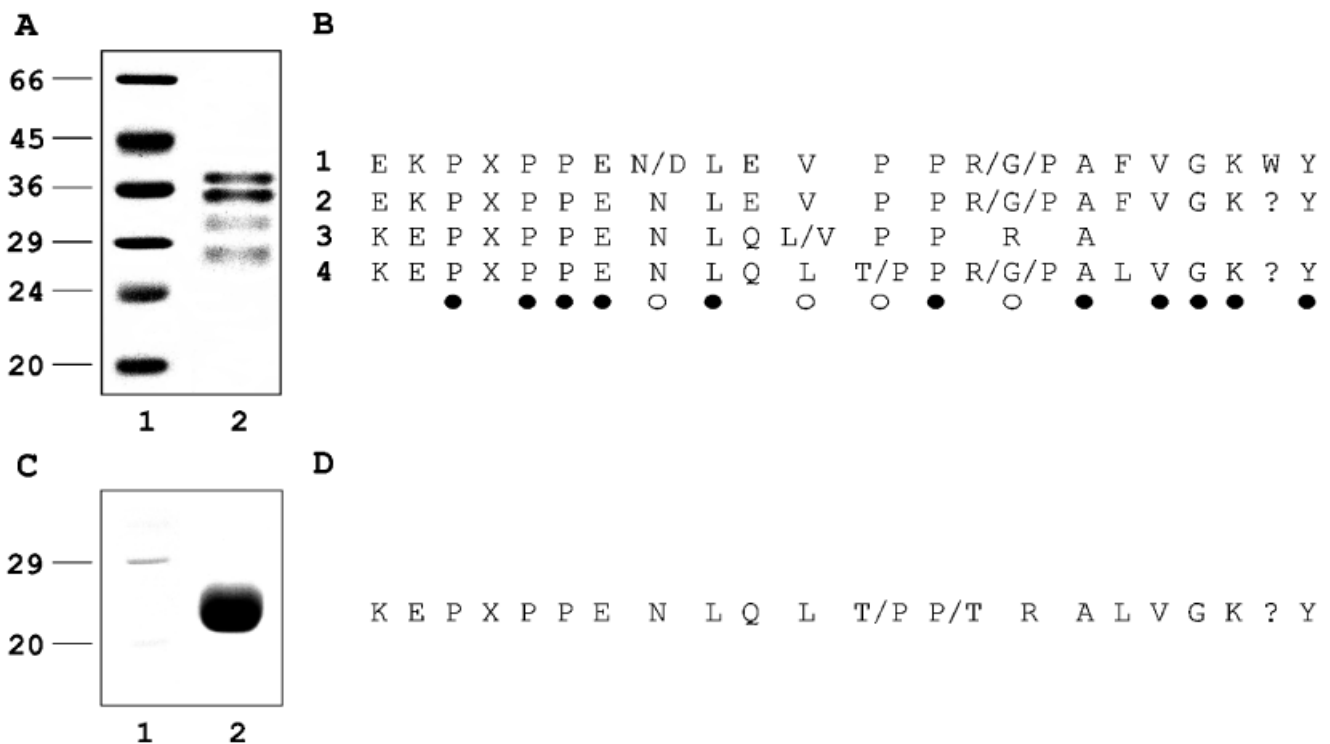 A
B
66
45
36
29
24
20
1 2
1 E K P X P P E N/D L E V P P R/G/P A F V G K W Y
2 E K P X P P E N L E V P P R/G/P A F V G K ? Y
3 K E P X P P E N L Q L/V P P R A
4 K E P X P P E N L Q L T/P P R/G/P A L V G K ? Y
C
D
29
20
1 2
K E P X P P E N L Q L T/P P/T R A L V G K ? Y